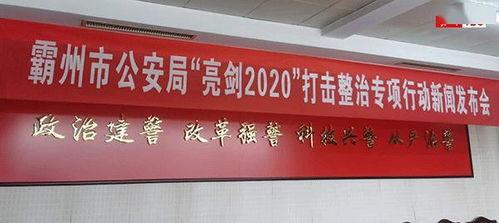 霸州市公安局“亮剑2020”打击整治专项行动新闻发布会
政治建警 改革强警 科技兴警 从严治警